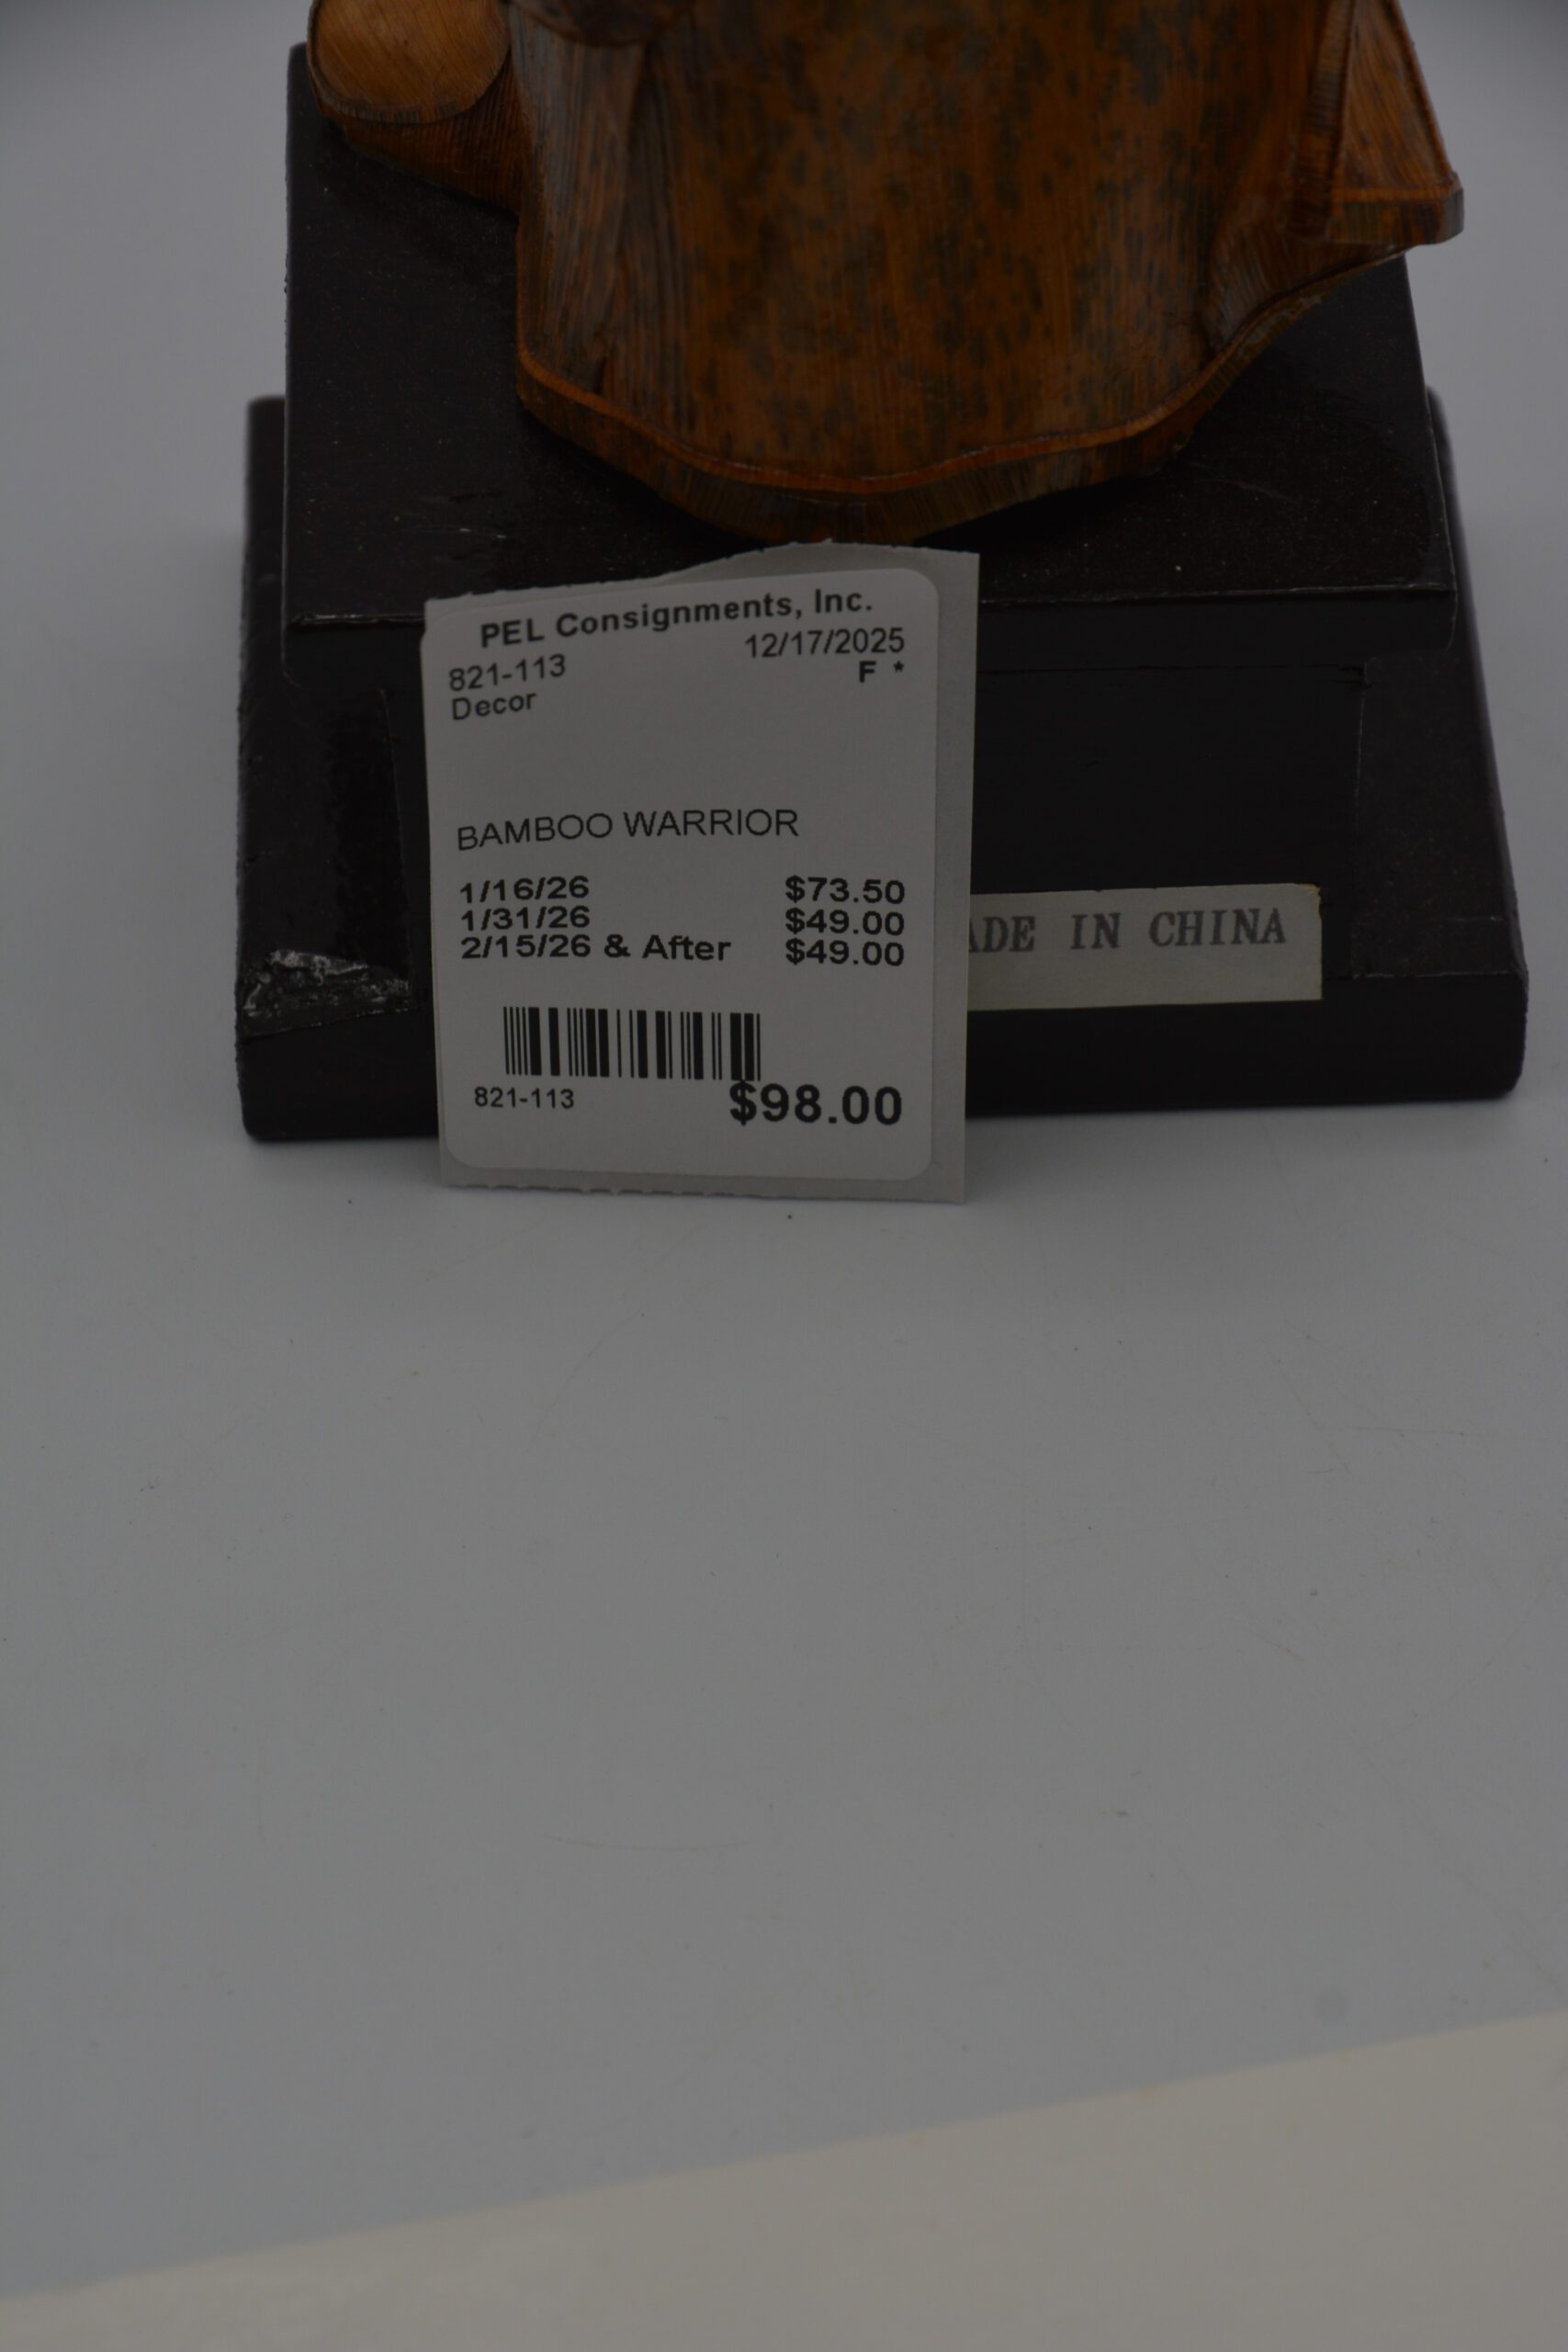 PEL Consignments, Inc.
12/17/2025
821-113
F *
Decor
BAMBOO WARRIOR
1/16/26 $73.50
1/31/26 $49.00
2/15/26 & After $49.00
821-113
$98.00
ADE IN CHINA